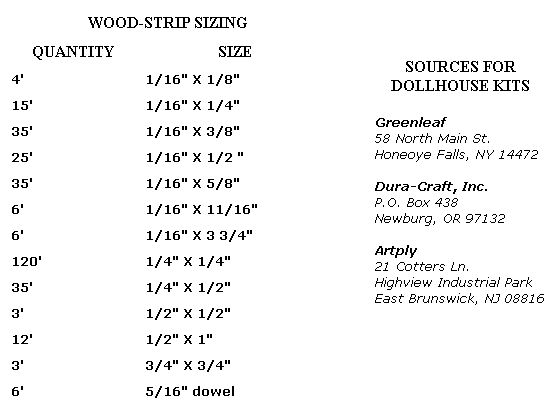 WOOD-STRIP SIZING
QUANTITY SIZE
4' 1/16" X 1/8"
15' 1/16" X 1/4"
35' 1/16" X 3/8"
25' 1/16" X 1/2 "
35' 1/16" X 5/8"
6' 1/16" X 11/16"
6' 1/16" X 3 3/4"
120' 1/4" X 1/4"
35' 1/4" X 1/2"
3' 1/2" X 1/2"
12' 1/2" X 1"
3' 3/4" X 3/4"
6' 5/16" dowel
SOURCES FOR
DOLLHOUSE KITS
Greenleaf
58 North Main St.
Honeoye Falls, NY 14472
Dura-Craft, Inc.
P.O. Box 438
Newburg, OR 97132
Artply
21 Cotters Ln.
Highview Industrial Park
East Brunswick, NJ 08816